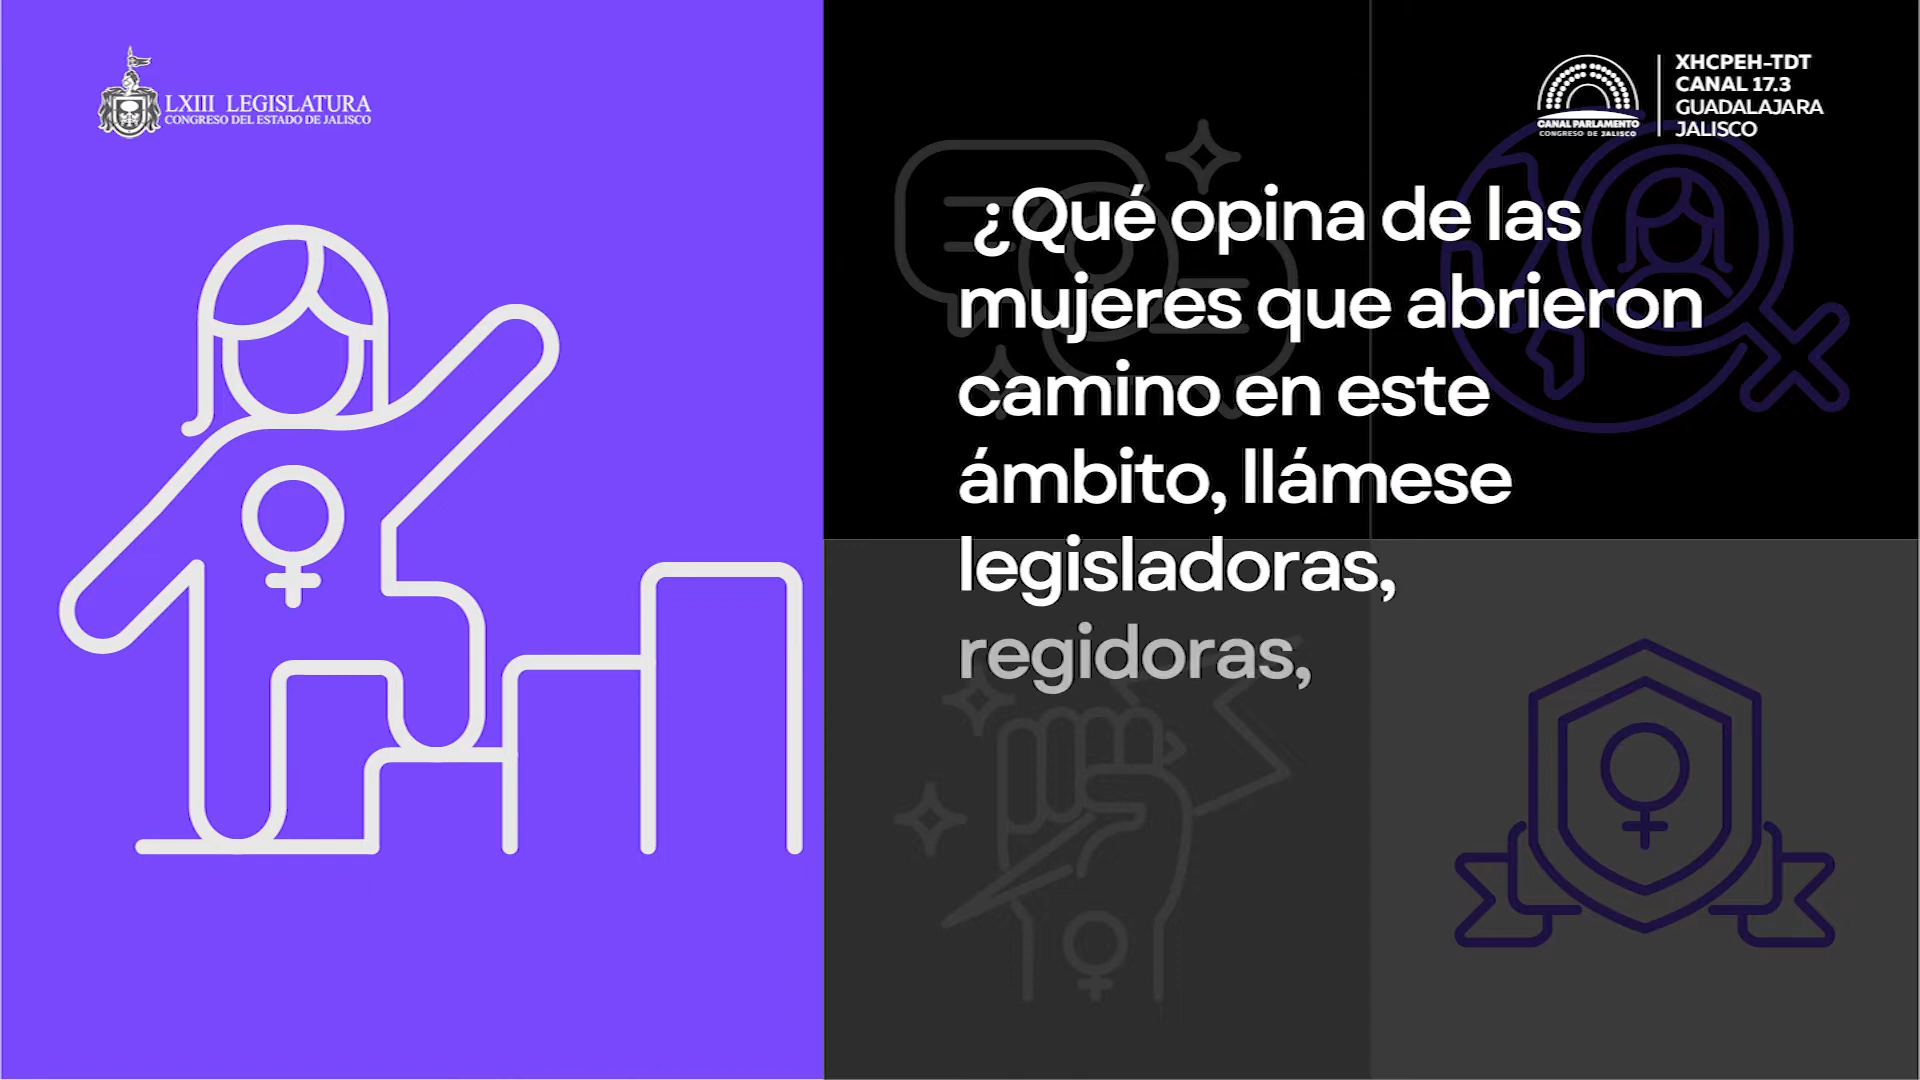 LXIII LEGISLATURA
CONGRESO DEL ESTADO DE JALISCO
CANAL PARLAMENTO
CONGRESO DE JALISCO
XHCPEH-TDT
CANAL 17.3
GUADALAJARA
JALISCO
¿Qué opina de las
mujeres que abrieron
camino en este
ámbito, llámese
legisladoras,
regidoras,